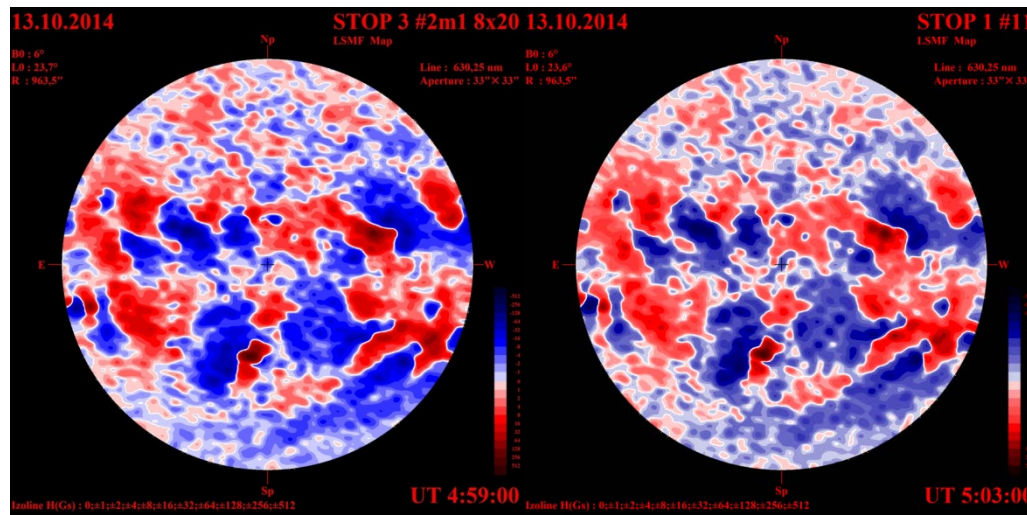 13.10.2014
STOP 3 #2m1 8x20
LSMF Map
Np
B0 : 6°
L0 : 23,7°
R : 963,5"
Line : 630,25 nm
Aperture : 33"× 33"
E
W
Sp
Izoline H(Gs) : 0;±1;±2;±4;±8;±16;±32;±64;±128;±256;±512
UT 4:59:00
13.10.2014
STOP 1 #11
LSMF Map
Np
B0 : 6°
L0 : 23,6°
R : 963,5"
Line : 630,25 nm
Aperture : 33"× 33"
E
W
Sp
Izoline H(Gs) : 0;±1;±2;±4;±8;±16;±32;±64;±128;±256;±512
UT 5:03:00